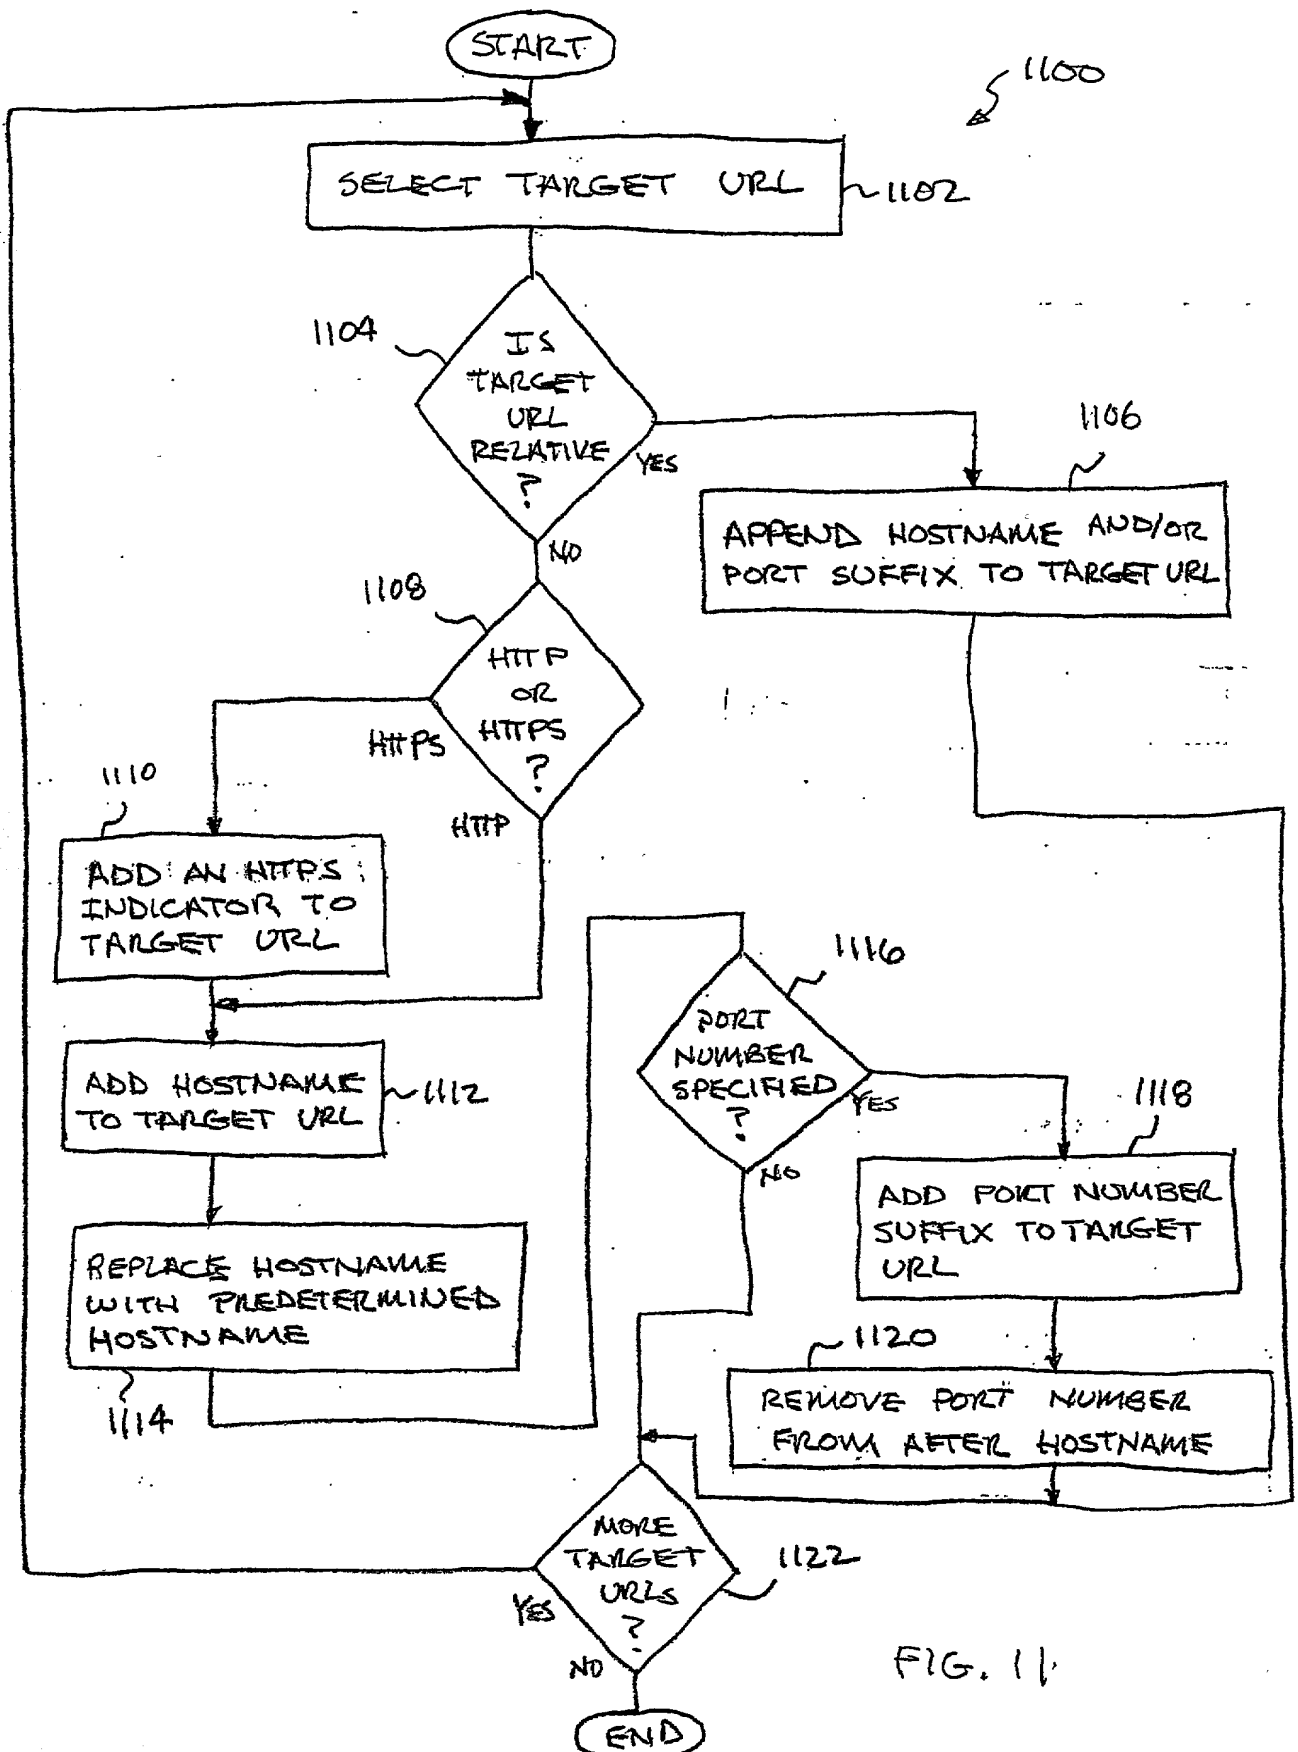 START
1100
SELECT TARGET URL
1102
1104
IS
TARGET
URL
RELATIVE
?
YES
NO
1106
APPEND HOSTNAME AND/OR
PORT SUFFIX TO TARGET URL
1108
HTTP
OR
HTTPS
?
HTTPS
HTTP
1110
ADD AN HTTPS
INDICATOR TO
TARGET URL
1116
PORT
NUMBER
SPECIFIED
?
YES
NO
ADD HOSTNAME
TO TARGET URL
1112
1118
ADD PORT NUMBER
SUFFIX TO TARGET
URL
REPLACE HOSTNAME
WITH PREDETERMINED
HOSTNAME
1114
1120
REMOVE PORT NUMBER
FROM AFTER HOSTNAME
MORE
TARGET
URLS
?
1122
YES
NO
END
FIG. 11